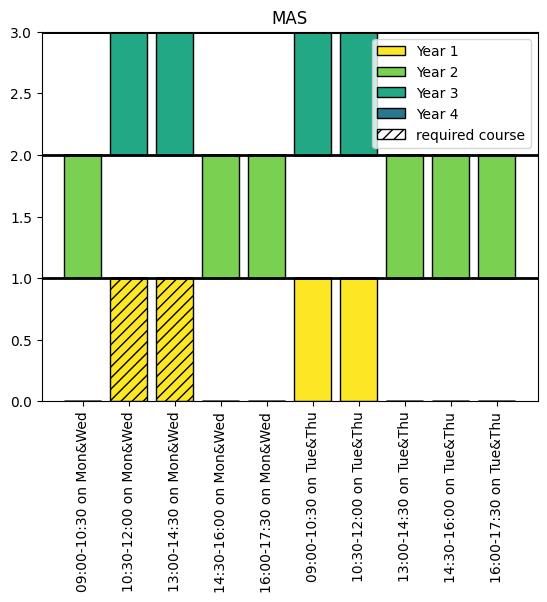 MAS
3.0
2.5
2.0
1.5
1.0
0.5
0.0
Year 1
Year 2
Year 3
Year 4
required course
09:00-10:30 on Mon&Wed
10:30-12:00 on Mon&Wed
13:00-14:30 on Mon&Wed
14:30-16:00 on Mon&Wed
16:00-17:30 on Mon&Wed
09:00-10:30 on Tue&Thu
10:30-12:00 on Tue&Thu
13:00-14:30 on Tue&Thu
14:30-16:00 on Tue&Thu
16:00-17:30 on Tue&Thu